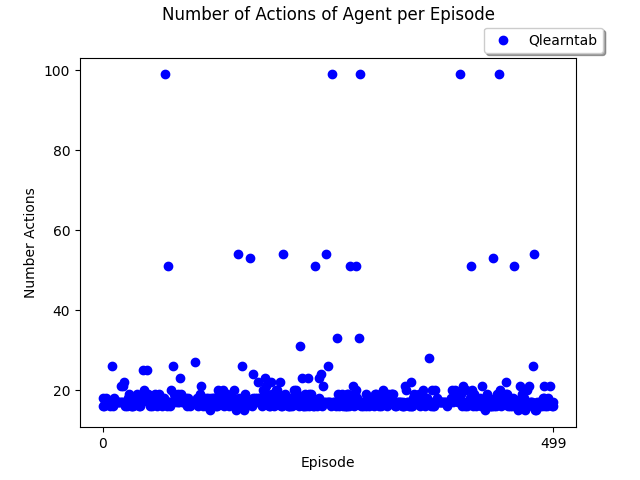 Number of Actions of Agent per Episode
Qlearntab
100
80
60
40
20
Number Actions
0
499
Episode